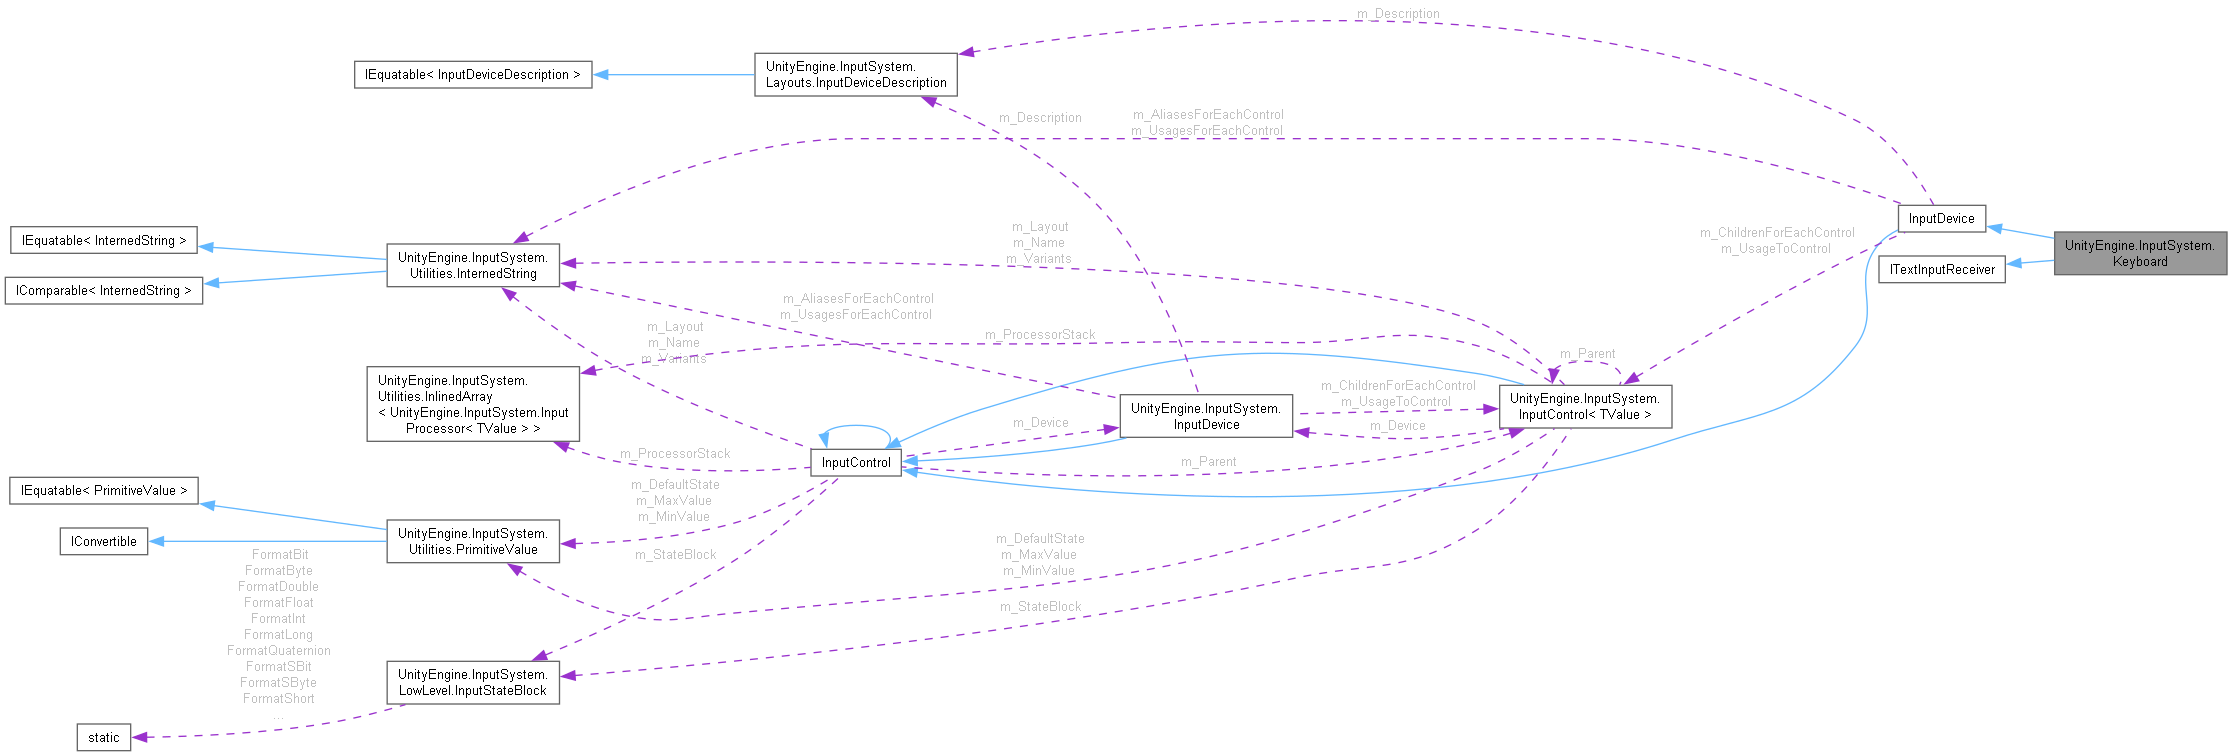 m_Description
IEquatable< InputDeviceDescription >
UnityEngine.InputSystem.
Layouts.InputDeviceDescription
m_Description
m_AliasesForEachControl
m_UsagesForEachControl
InputDevice
UnityEngine.InputSystem.
Keyboard
ITextInputReceiver
m_ChildrenForEachControl
m_UsageToControl
IEquatable< InternedString >
IComparable< InternedString >
UnityEngine.InputSystem.
Utilities.InternedString
m_Layout
m_Name
m_Variants
m_AliasesForEachControl
m_UsagesForEachControl
m_Layout
m_Name
m_Variants
m_ProcessorStack
m_Parent
UnityEngine.InputSystem.
Utilities.InlinedArray
< UnityEngine.InputSystem.Input
Processor< TValue > >
m_ChildrenForEachControl
m_UsageToControl
UnityEngine.InputSystem.
InputControl< TValue >
UnityEngine.InputSystem.
InputDevice
m_Device
m_Device
InputControl
m_ProcessorStack
m_Parent
m_DefaultState
m_MaxValue
m_MinValue
IEquatable< PrimitiveValue >
IConvertible
UnityEngine.InputSystem.
Utilities.PrimitiveValue
m_StateBlock
m_DefaultState
m_MaxValue
m_MinValue
m_StateBlock
FormatBit
FormatByte
FormatDouble
FormatFloat
FormatInt
FormatLong
FormatQuaternion
FormatSBit
FormatSByte
FormatShort
...
UnityEngine.InputSystem.
LowLevel.InputStateBlock
static